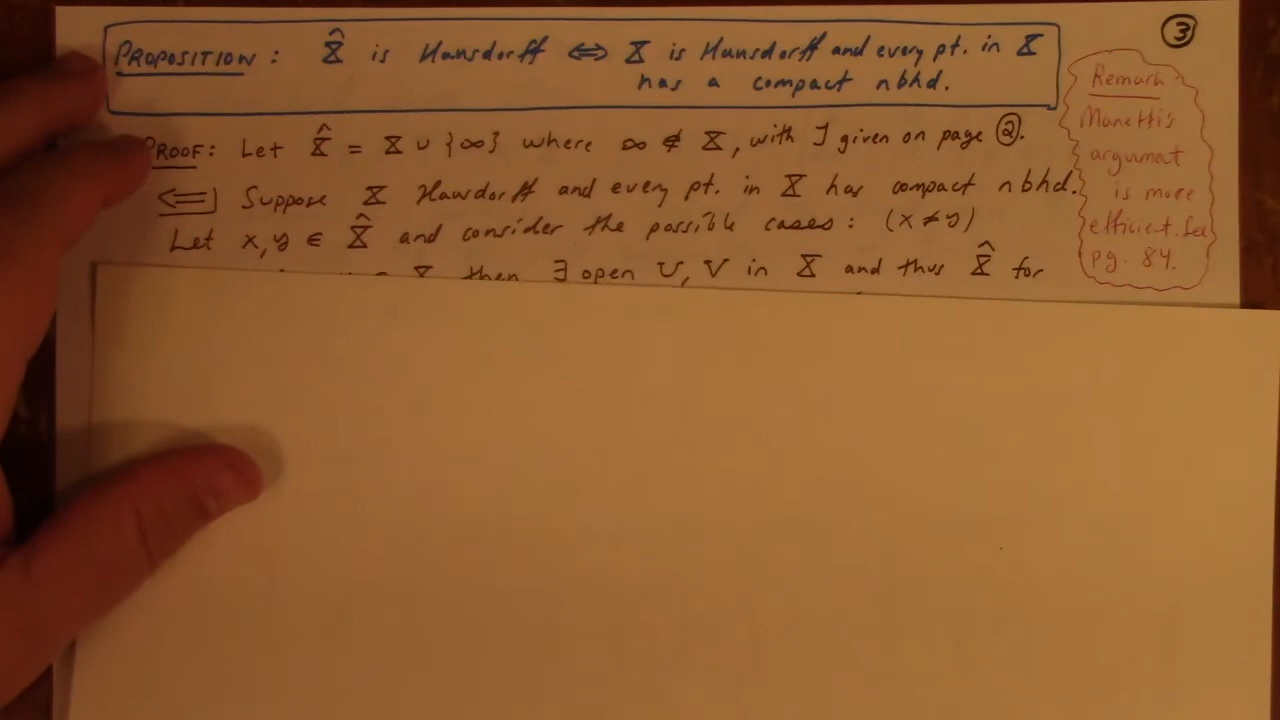 ③
PROPOSITION : X̂ is Hausdorff ⇔ X is Hausdorff and every pt. in X
has a compact nbhd.
PROOF: Let X̂ = X ∪ {∞} where ∞ ∉ X, with J given on page ②.
⇐ Suppose X Hausdorff and every pt. in X has compact nbhd.
Let x,y ∈ X̂ and consider the possible cases : (x ≠ y)
X then ∃ open U, V in X and thus X̂ for
Remark
Manetti's
argument
is more
efficient. See
pg. 84.